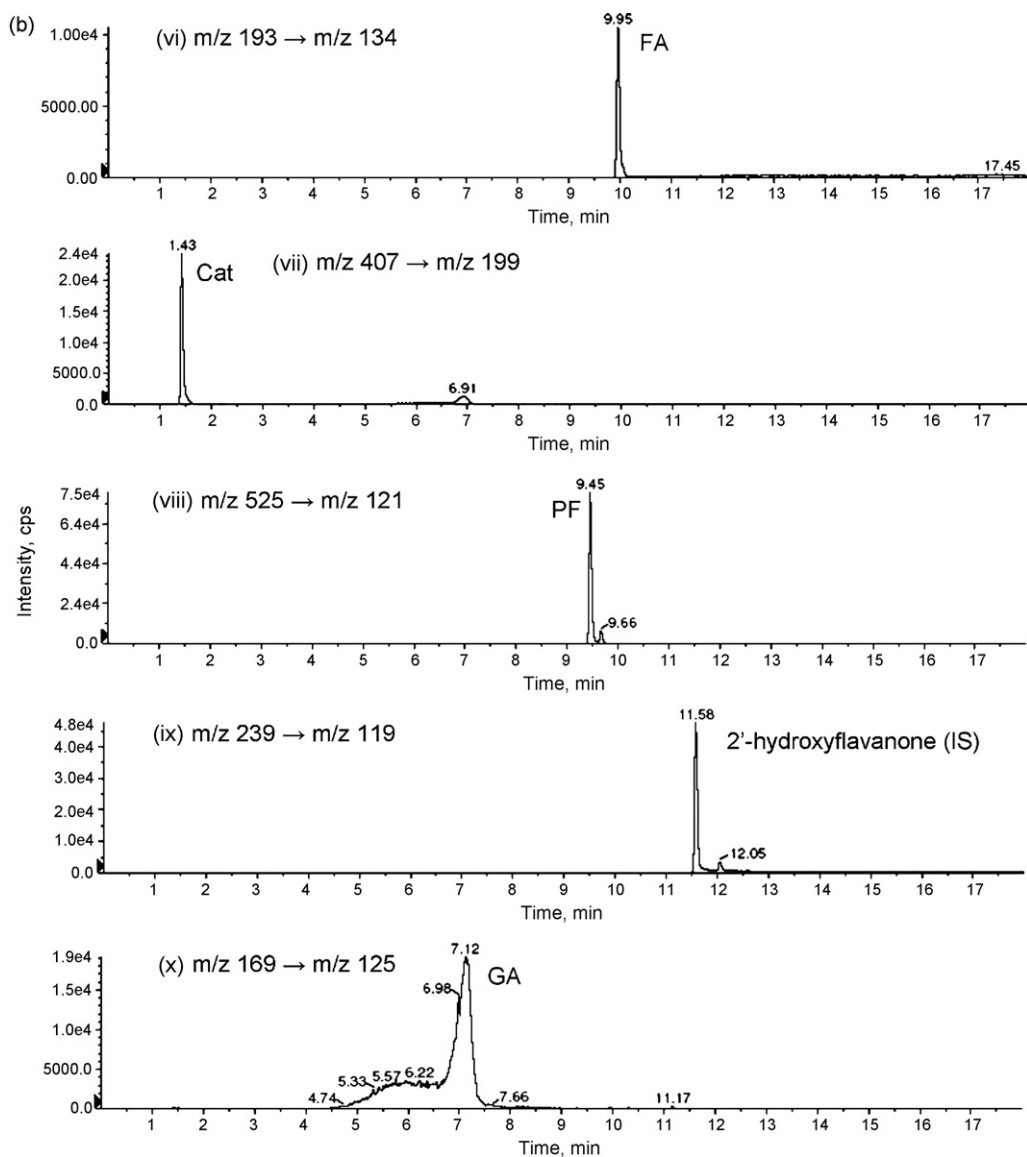 (b)
(vi) m/z 193 → m/z 134
9.95
FA
1.00e4
5000.00
0.00
17.45
1 2 3 4 5 6 7 8 9 10 11 12 13 14 15 16 17
Time, min
1.43
Cat
(vii) m/z 407 → m/z 199
2.4e4
2.0e4
1.5e4
1.0e4
5000.0
0.0
6.91
1 2 3 4 5 6 7 8 9 10 11 12 13 14 15 16 17
Time, min
Intensity, cps
(viii) m/z 525 → m/z 121
9.45
PF
7.5e4
6.4e4
4.4e4
2.4e4
0.0
9.66
1 2 3 4 5 6 7 8 9 10 11 12 13 14 15 16 17
Time, min
(ix) m/z 239 → m/z 119
11.58
2’-hydroxyflavanone (IS)
4.8e4
4.0e4
3.0e4
2.0e4
1.0e4
0.0
12.05
1 2 3 4 5 6 7 8 9 10 11 12 13 14 15 16 17
Time, min
(x) m/z 169 → m/z 125
7.12
GA
1.9e4
1.5e4
1.0e4
5000.0
0.0
6.98
4.74 5.33 5.57 6.22 7.66 11.17
1 2 3 4 5 6 7 8 9 10 11 12 13 14 15 16 17
Time, min